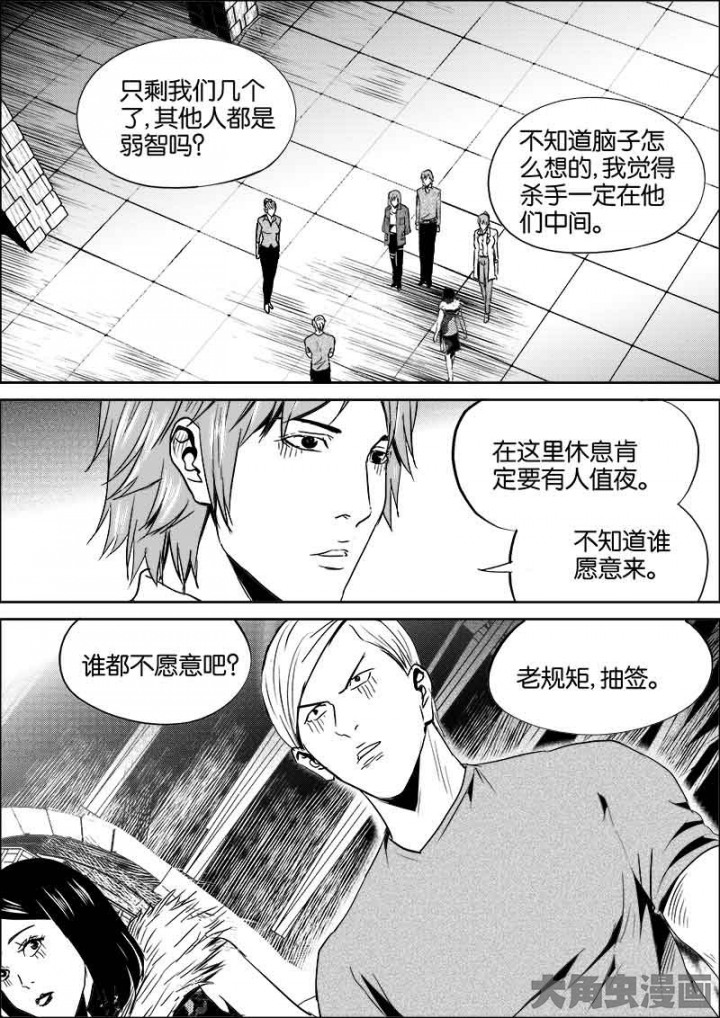 只剩我们几个
了,其他人都是
弱智吗?
不知道脑子怎
么想的,我觉得
杀手一定在他
们中间。
在这里休息肯
定要有人值夜。
不知道谁
愿意来。
谁都不愿意吧?
老规矩,抽签。
大角虫漫画